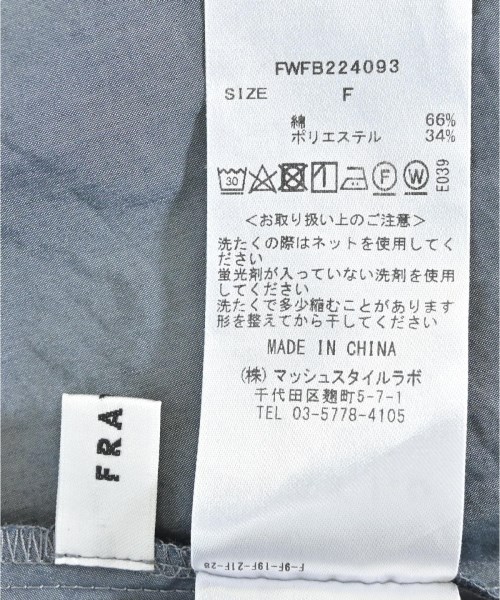 FWFB224093
SIZE F
綿 66%
ポリエステル 34%
30 F W E039
＜お取り扱い上のご注意＞
洗たくの際はネットを使用してく
ださい
蛍光剤が入っていない洗剤を使用
してください
洗たくで多少縮むことがあります
形を整えてから干してください
MADE IN CHINA
(株) マッシュスタイルラボ
千代田区麹町5-7-1
TEL 03-5778-4105
F-9F-19F-21F-28
FRA